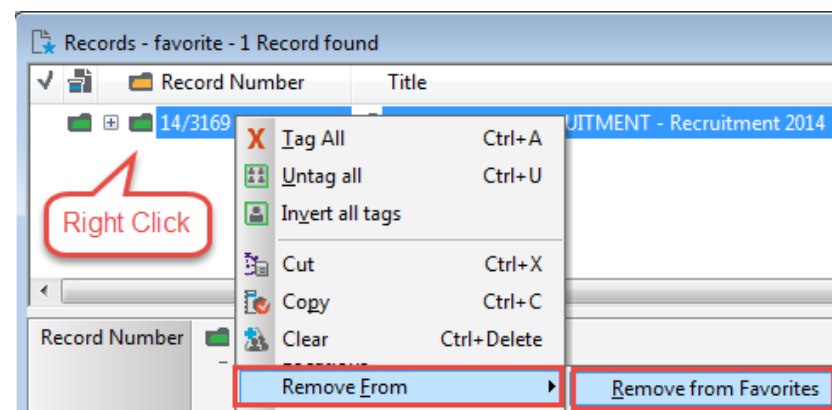 Records - favorite - 1 Record found
Record Number Title
14/3169 UITMENT - Recruitment 2014
Tag All Ctrl+A
Untag all Ctrl+U
Right Click
Invert all tags
Cut Ctrl+X
Copy Ctrl+C
Record Number Clear Ctrl+Delete
Remove From Remove from Favorites